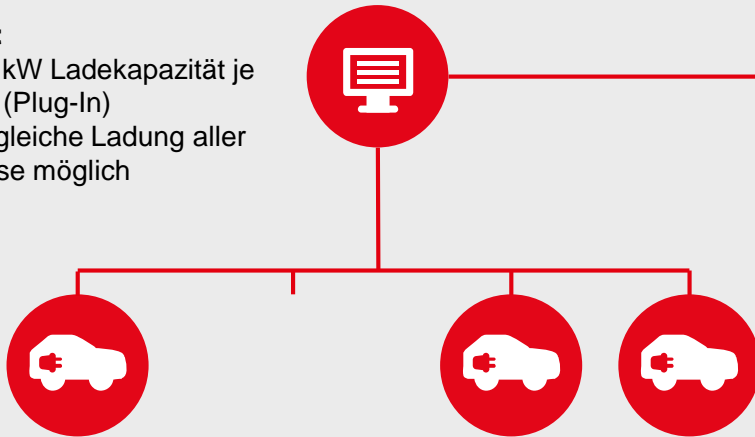 :
kW Ladekapazität je
(Plug-In)
gleiche Ladung aller
se möglich